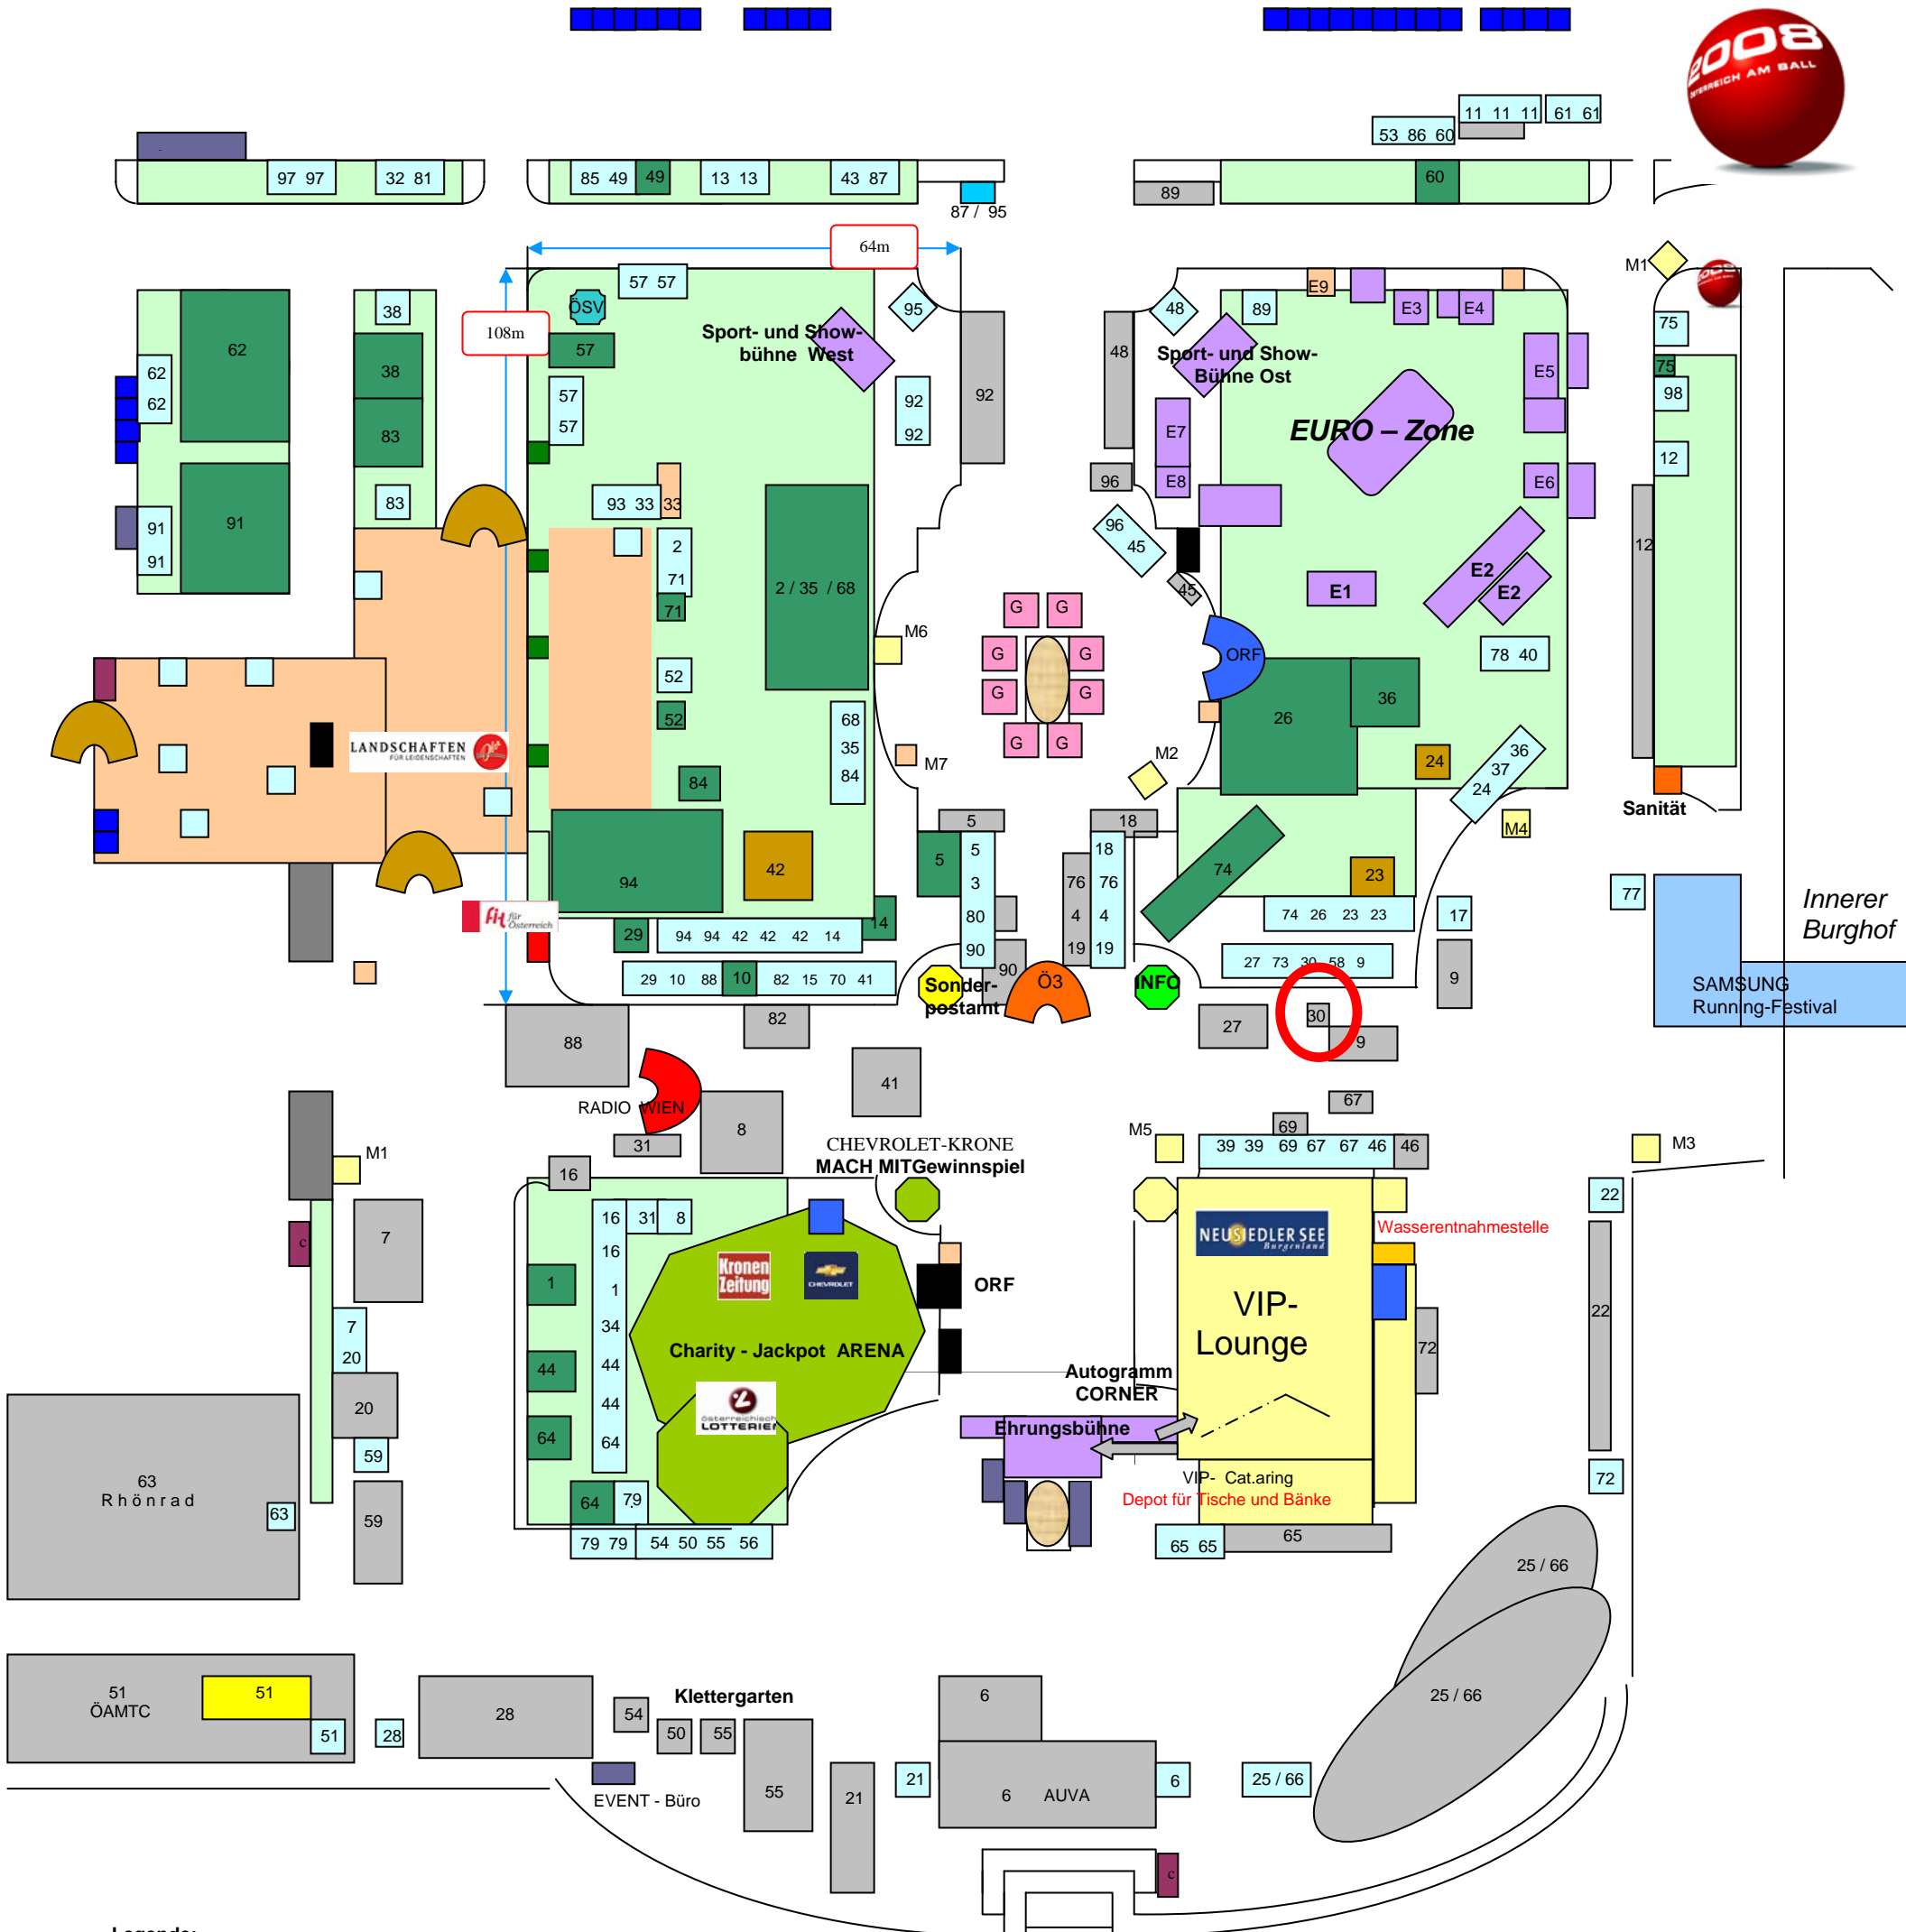 2008
ÖSTERREICH AM BALL
11 11 11 61 61
53 86 60
97 97 32 81 85 49 49 13 13 43 87 60
89
87 / 95
64m
M1
2008
57 57
ÖSV
95
48
89
E9
E3
E4
75
38
108m
62
57
Sport- und Show-
bühne West
48
Sport- und Show-
Bühne Ost
75
62
38
E5
98
62
57
92
92
83
57
92
E7
EURO – Zone
12
96
E8
E6
83
93 33 33
91
91
2
96
45
12
91
71
2 / 35 / 68
E2
71
45
E1
E2
G G
M6
G G
ORF
78 40
52
G G
26
36
52
68
G G
LANDSCHAFTEN
FÜR LEIDENSCHAFTEN
35
M7
M2
24
36
37
84
84
24
Sanität
5
18
M4
5
5
18
94
42
3
76
76
74
23
77
Innerer
Burghof
fit für
Österreich
14
80
4
4
74 26 23 23
17
29
94 94 42 42 42 14
90
19
19
27 73 30 58 9
29 10 88 10 82 15 70 41
90
Ö3
INFO
9
SAMSUNG
Running-Festival
Sonder-
postamt
88
82
27
30
9
41
RADIO WIEN
8
67
31
CHEVROLET-KRONE
MACH MITGewinnspiel
M5
69
39 39 69 67 67 46 46
M3
M1
16
22
7
16 31 8
NEUSIEDLER SEE
Burgenland
Wasserentnahmestelle
c
16
Kronen
Zeitung
CHEVROLET
1
1
ORF
VIP-
Lounge
22
7
34
72
20
44
44
Charity - Jackpot ARENA
Autogramm
CORNER
20
44
österreichisch
LOTTERIEN
64
64
Ehrungsbühne
59
63
Rhönrad
VIP- Cat.aring
72
Depot für Tische und Bänke
63
59
64
79
79 79 54 50 55 56
65 65
65
25 / 66
51
ÖAMTC
51
28
54
Klettergarten
6
25 / 66
51
28
50
55
55
21
21
6 AUVA
6
25 / 66
EVENT - Büro
c